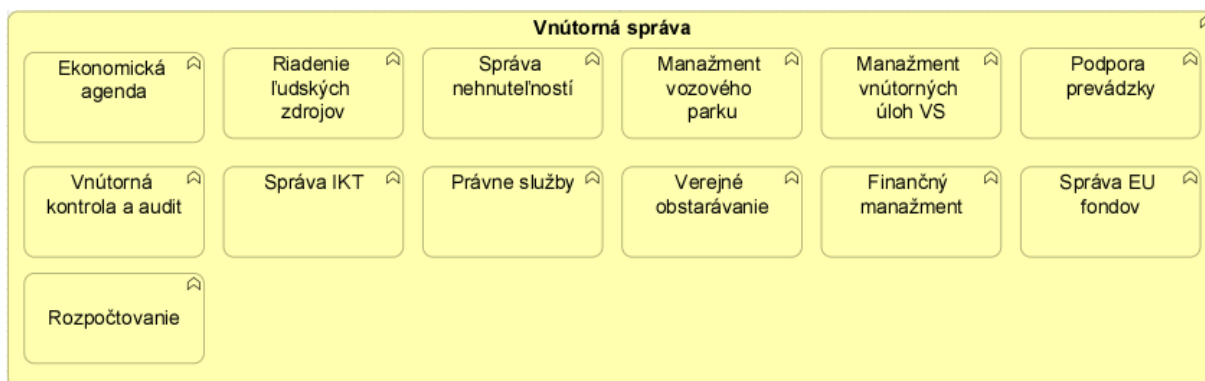 Vnútorná správa
Ekonomická
agenda
Riadenie
ľudských
zdrojov
Správa
nehnuteľností
Manažment
vozového
parku
Manažment
vnútorných
úloh VS
Podpora
prevádzky
Vnútorná
kontrola a audit
Správa IKT
Právne služby
Verejné
obstarávanie
Finančný
manažment
Správa EU
fondov
Rozpočtovanie